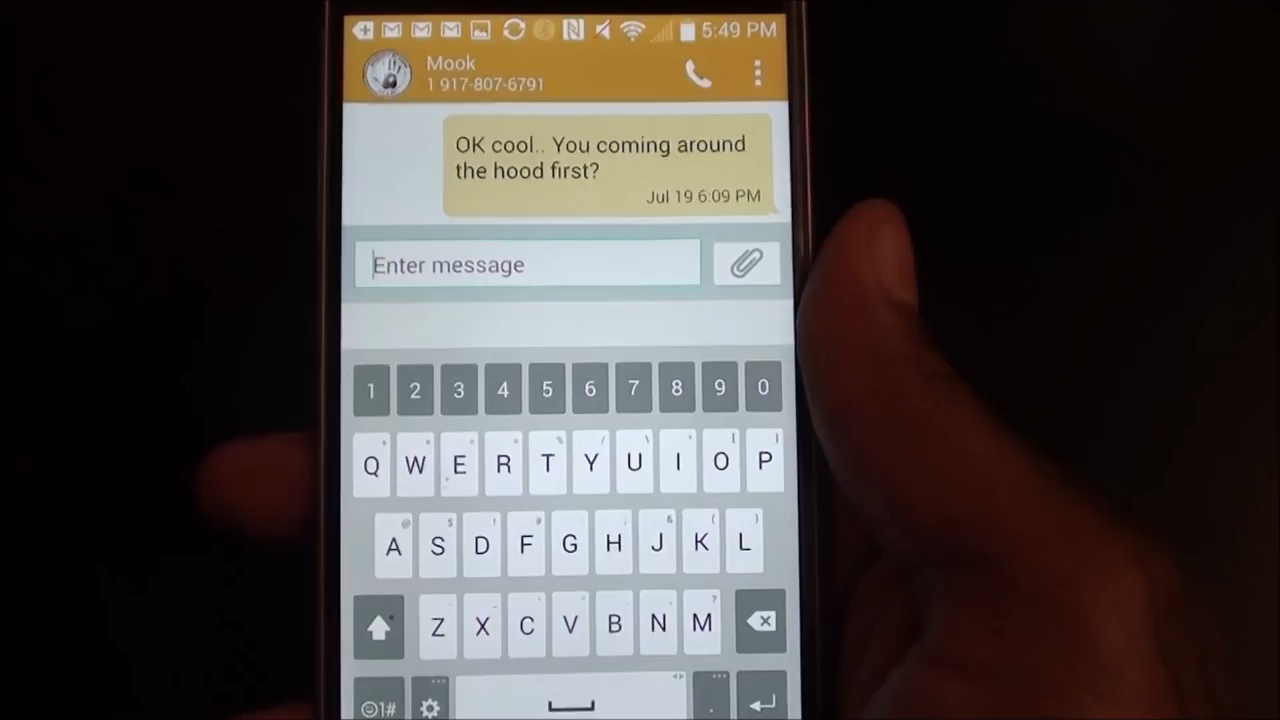 5:49 PM
Mook
1 917-807-6791
OK cool.. You coming around
the hood first?
Jul 19 6:09 PM
Enter message
1 2 3 4 5 6 7 8 9 0
Q W E R T Y U I O P
A S D F G H J K L
Z X C V B N M
1#